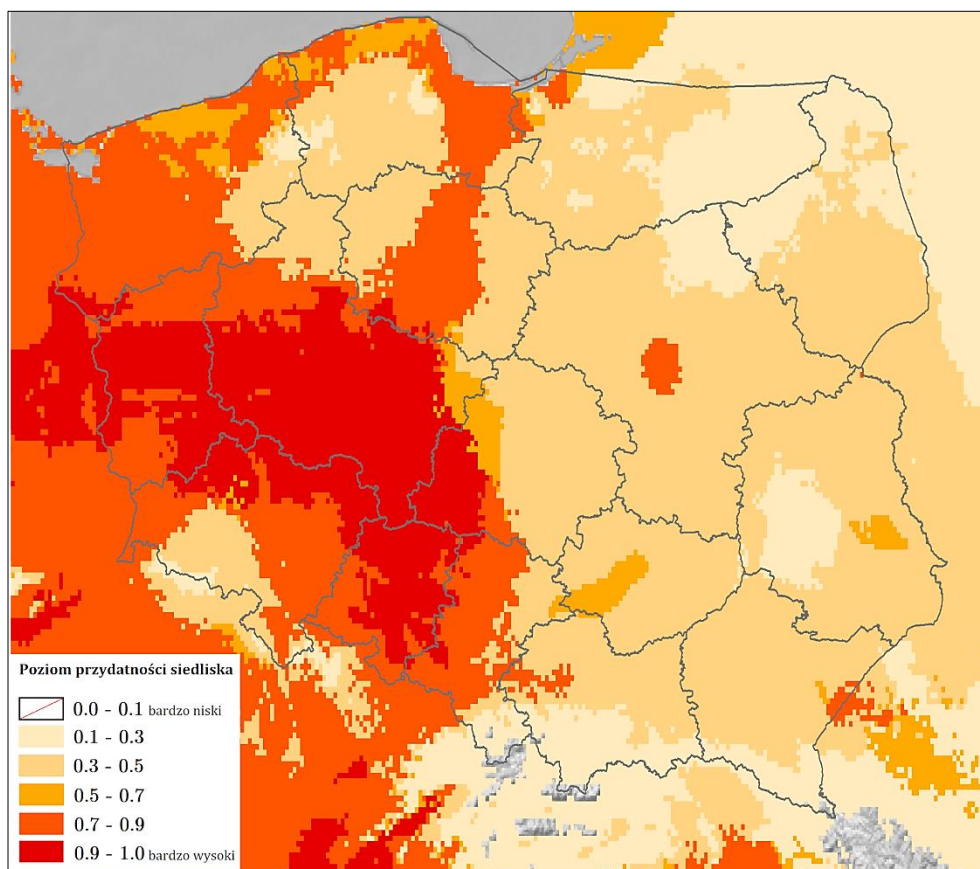 Poziom przydatności siedliska
0.0 - 0.1 bardzo niski
0.1 - 0.3
0.3 - 0.5
0.5 - 0.7
0.7 - 0.9
0.9 - 1.0 bardzo wysoki